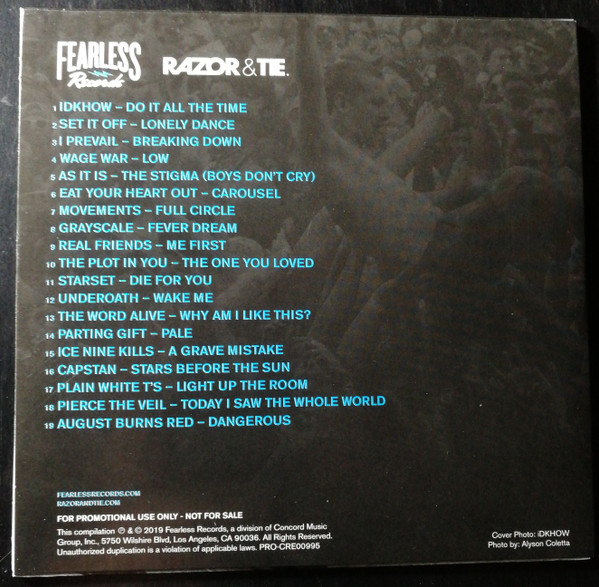 FEARLESS
Records
RAZOR & TIE.
1 IDKHOW – DO IT ALL THE TIME
2 SET IT OFF – LONELY DANCE
3 I PREVAIL – BREAKING DOWN
4 WAGE WAR – LOW
5 AS IT IS – THE STIGMA (BOYS DON'T CRY)
6 EAT YOUR HEART OUT – CAROUSEL
7 MOVEMENTS – FULL CIRCLE
8 GRAYSCALE – FEVER DREAM
9 REAL FRIENDS – ME FIRST
10 THE PLOT IN YOU – THE ONE YOU LOVED
11 STARSET – DIE FOR YOU
12 UNDEROATH – WAKE ME
13 THE WORD ALIVE – WHY AM I LIKE THIS?
14 PARTING GIFT – PALE
15 ICE NINE KILLS – A GRAVE MISTAKE
16 CAPSTAN – STARS BEFORE THE SUN
17 PLAIN WHITE T'S – LIGHT UP THE ROOM
18 PIERCE THE VEIL – TODAY I SAW THE WHOLE WORLD
19 AUGUST BURNS RED – DANGEROUS
FEARLESSRECORDS.COM
RAZORANDTIE.COM
FOR PROMOTIONAL USE ONLY - NOT FOR SALE
This compilation ℗ & © 2019 Fearless Records, a division of Concord Music
Group, Inc., 5750 Wilshire Blvd, Los Angeles, CA 90036. All Rights Reserved.
Unauthorized duplication is a violation of applicable laws. PRO-CRE00995
Cover Photo: iDKHOW
Photo by: Alyson Coletta